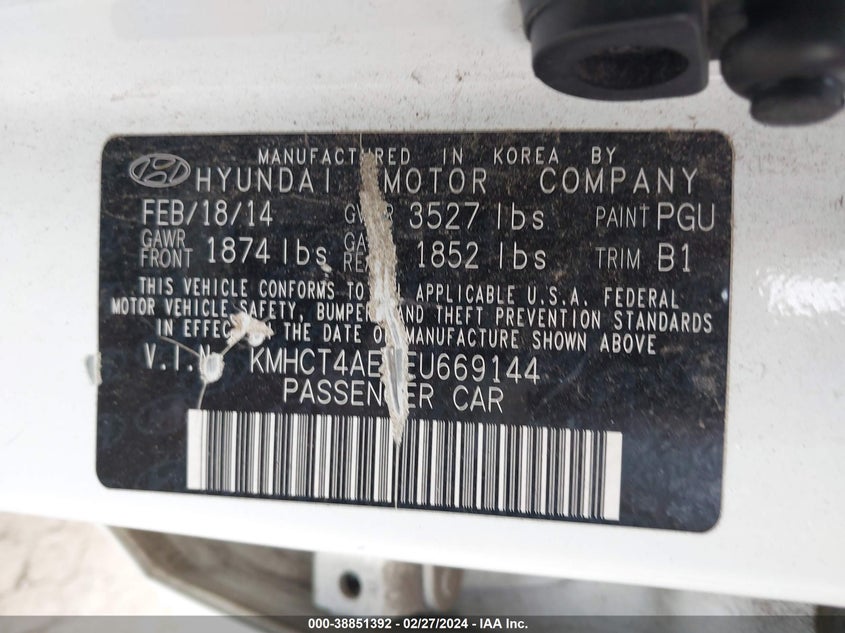 MANUFACTURED IN KOREA BY
HYUNDAI MOTOR COMPANY
FEB/18/14 3527 lbs PAINT PGU
GAWR FRONT 1874 lbs 1852 lbs TRIM B1
THIS VEHICLE CONFORMS TO APPLICABLE U.S.A. FEDERAL
MOTOR VEHICLE SAFETY, BUMPER AND THEFT PREVENTION STANDARDS
IN EFFECT THE DATE OF MANUFACTURE SHOWN ABOVE
V.I.N
PASSENGER CAR
000-38851392 - 02/27/2024 - IAA Inc.